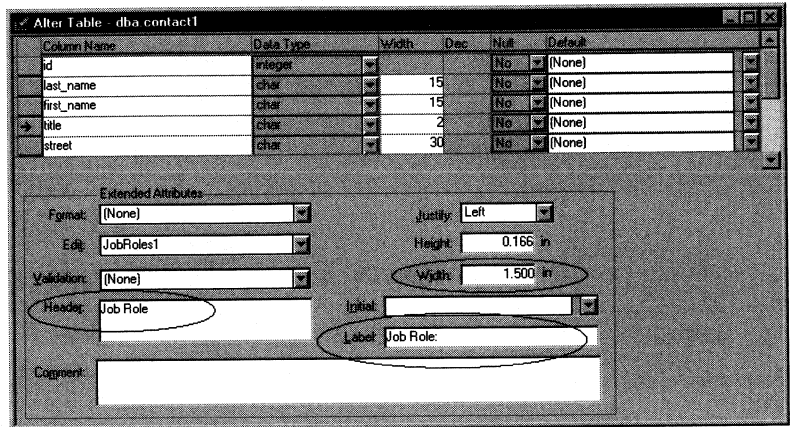 Alter Table - dba.contact1
Column Name Data Type Width Dec Null Default
id integer No (None)
last_name char 15 No (None)
first_name char 15 No (None)
title char 2 No (None)
street char 30 No (None)
Extended Attributes
Format: (None) Justify: Left
Edit: JobRoles1 Height: 0.166 in
Validation: (None) Width: 1.500 in
Header: Job Role Initial:
Label: Job Role:
Comment: